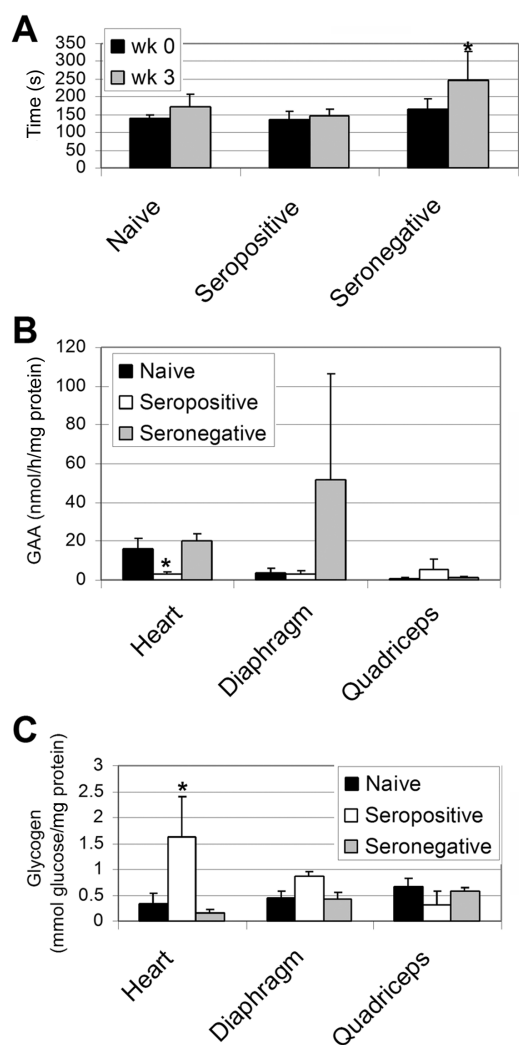 A
350
300
250
200
150
100
50
0
Time (s)
wk 0
wk 3
*
Naive
Seropositive
Seronegative
B
120
100
80
60
40
20
0
GAA (nmol/h/mg protein)
Naive
Seropositive
Seronegative
*
Heart
Diaphragm
Quadriceps
C
3
2.5
2
1.5
1
0.5
0
Glycogen
(mmol glucose/mg protein)
*
Naive
Seropositive
Seronegative
Heart
Diaphragm
Quadriceps